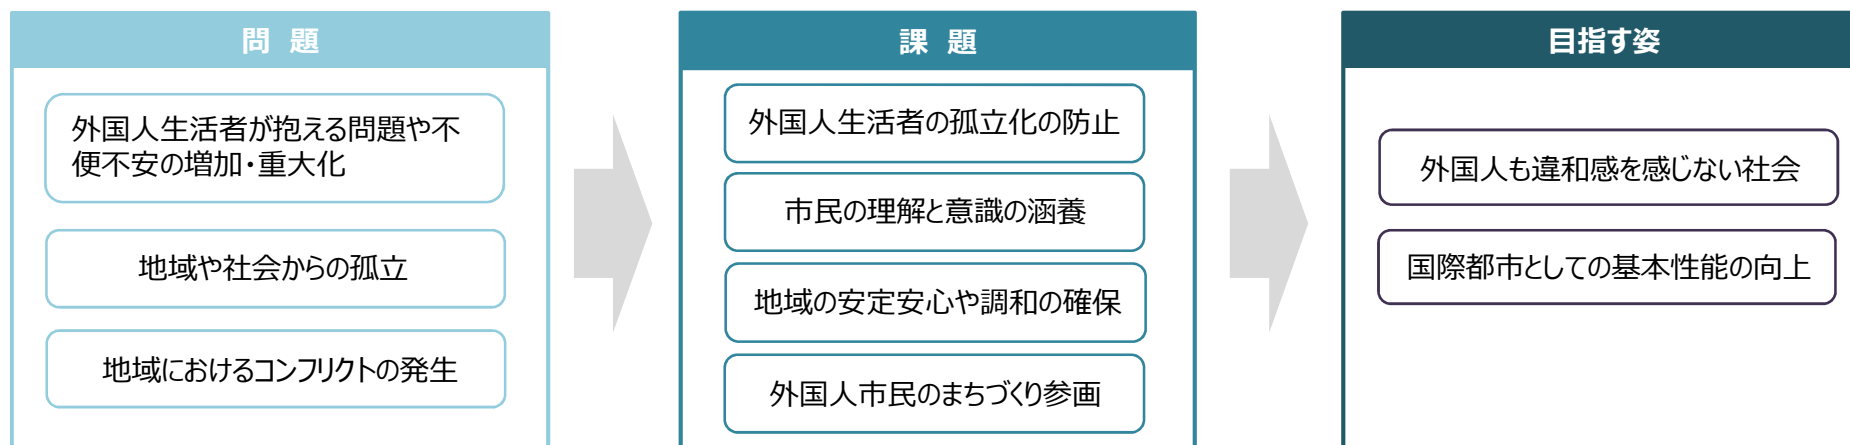 問 題
外国人生活者が抱える問題や不
便不安の増加・重大化
地域や社会からの孤立
地域におけるコンフリクトの発生
課 題
外国人生活者の孤立化の防止
市民の理解と意識の涵養
地域の安定安心や調和の確保
外国人市民のまちづくり参画
目指す姿
外国人も違和感を感じない社会
国際都市としての基本性能の向上